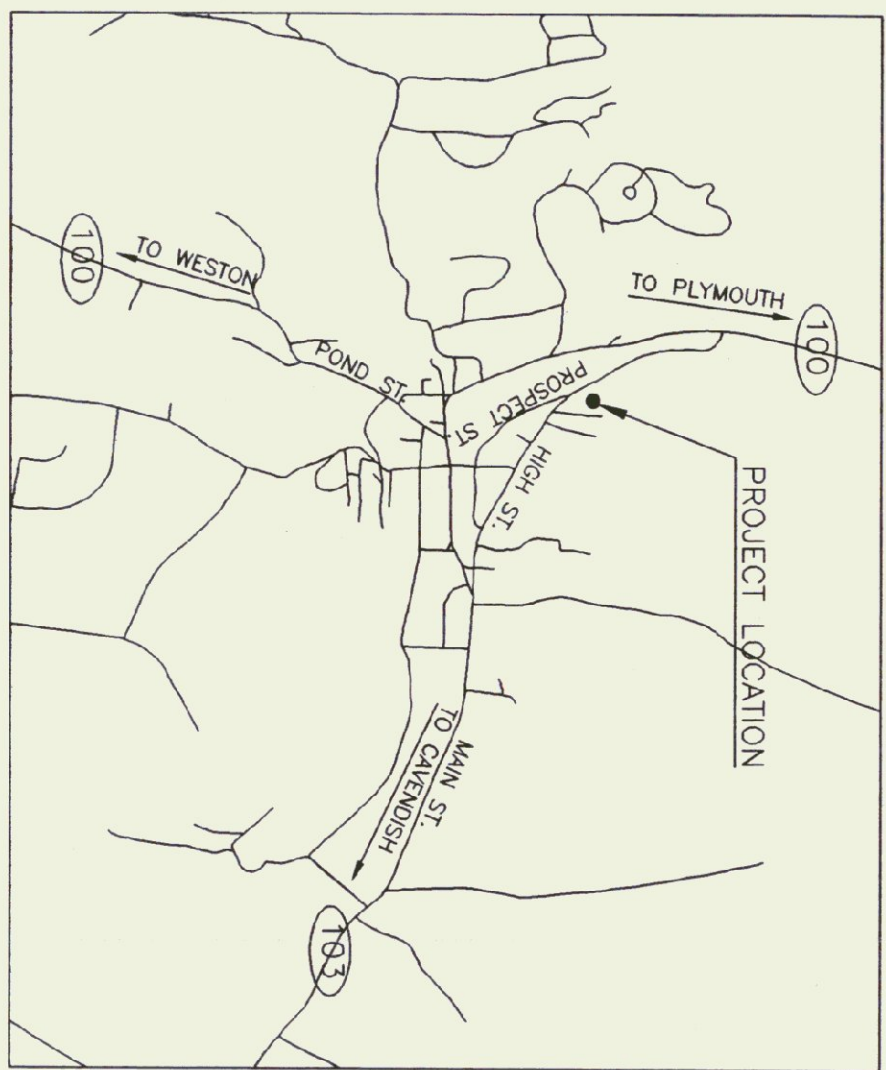 100
TO WESTON
POND ST.
TO PLYMOUTH
100
PROSPECT ST.
HIGH ST.
PROJECT LOCATION
MAIN ST.
TO CAVENDISH
103